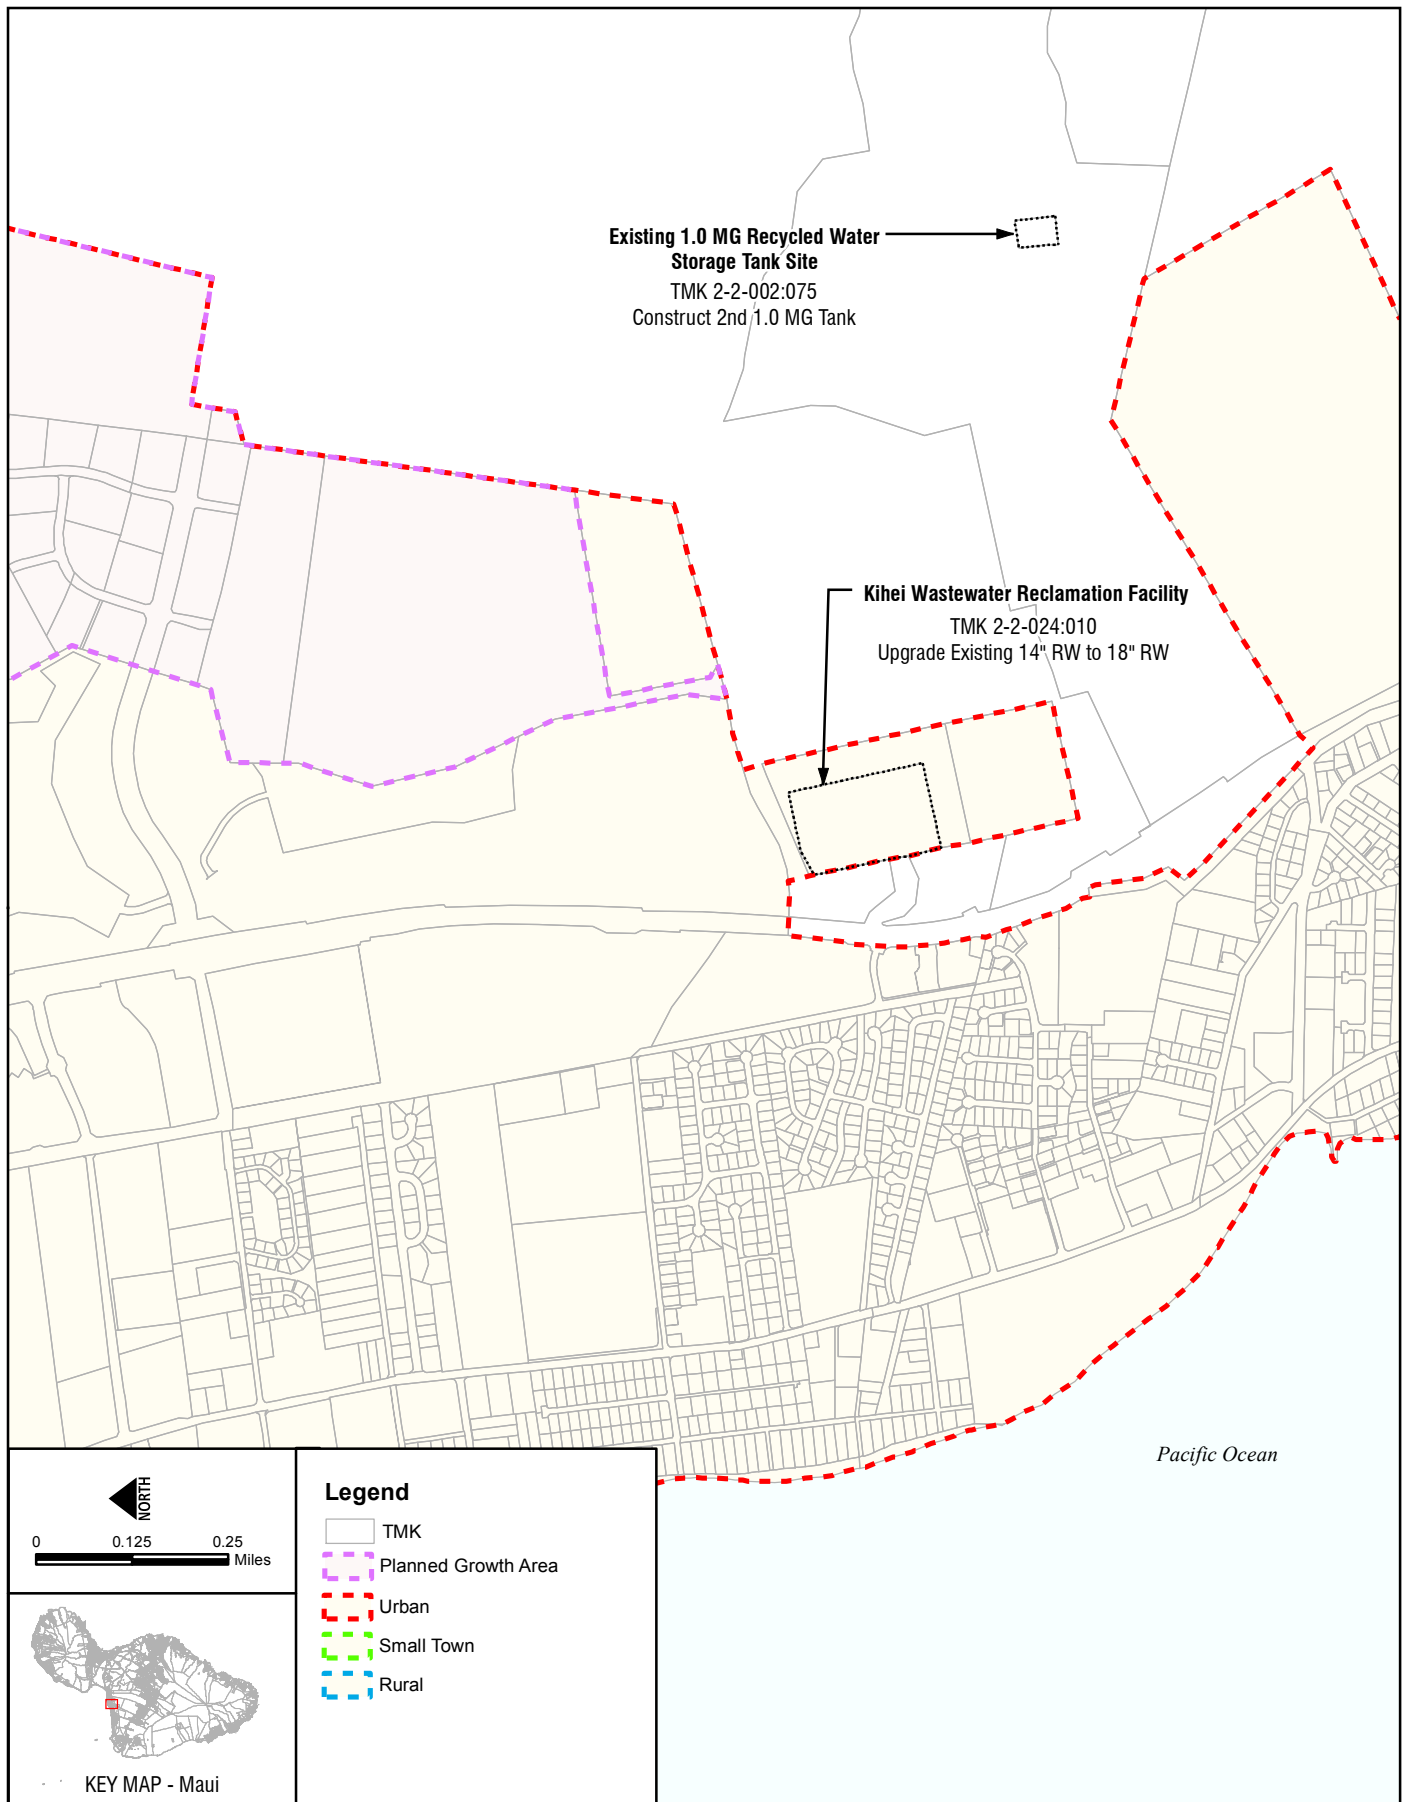 Existing 1.0 MG Recycled Water
Storage Tank Site
TMK 2-2-002:075
Construct 2nd 1.0 MG Tank
Kihei Wastewater Reclamation Facility
TMK 2-2-024:010
Upgrade Existing 14" RW to 18" RW
Pacific Ocean
NORTH
0 0.125 0.25
Miles
KEY MAP - Maui
Legend
TMK
Planned Growth Area
Urban
Small Town
Rural